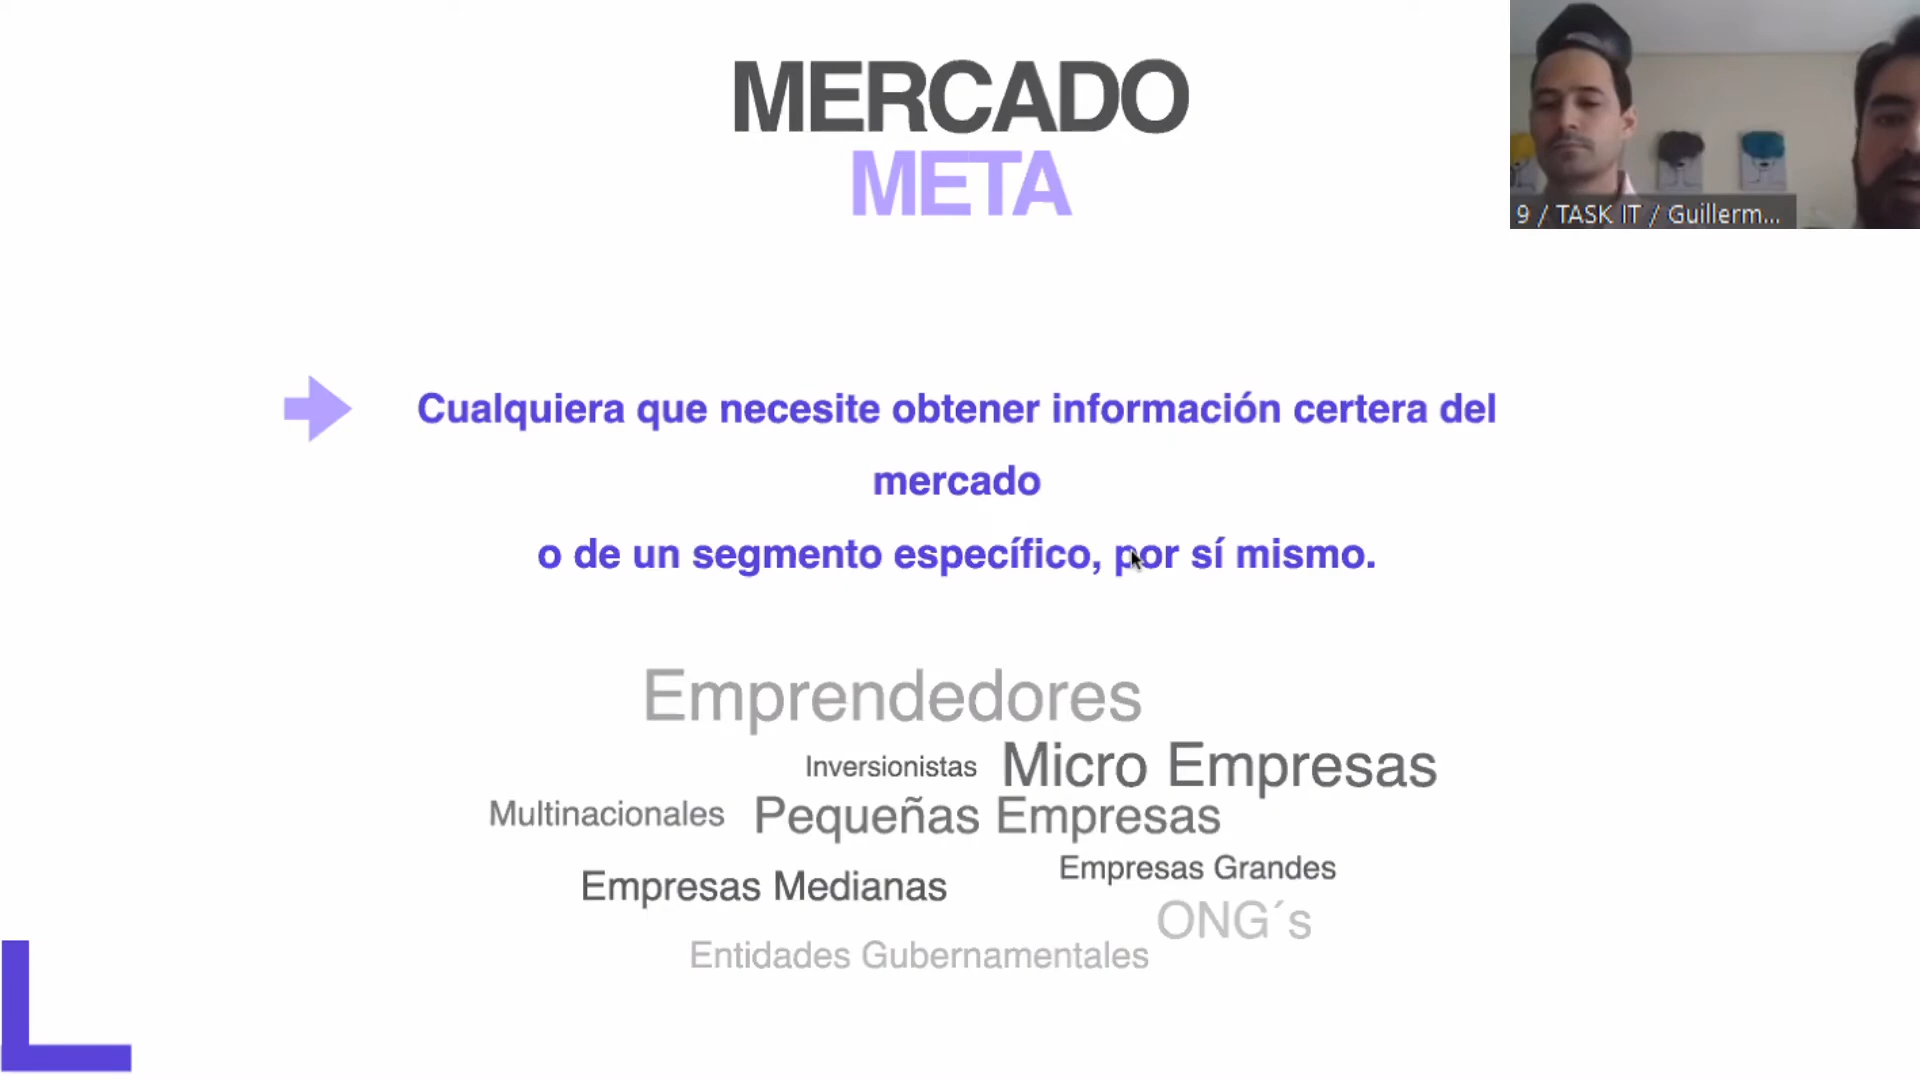 MERCADO
META
9 / TASK IT / Guillerm...
Cualquiera que necesite obtener información certera del
mercado
o de un segmento específico, por sí mismo.
Emprendedores
Inversionistas Micro Empresas
Multinacionales Pequeñas Empresas
Empresas Grandes
Empresas Medianas
ONG´s
Entidades Gubernamentales